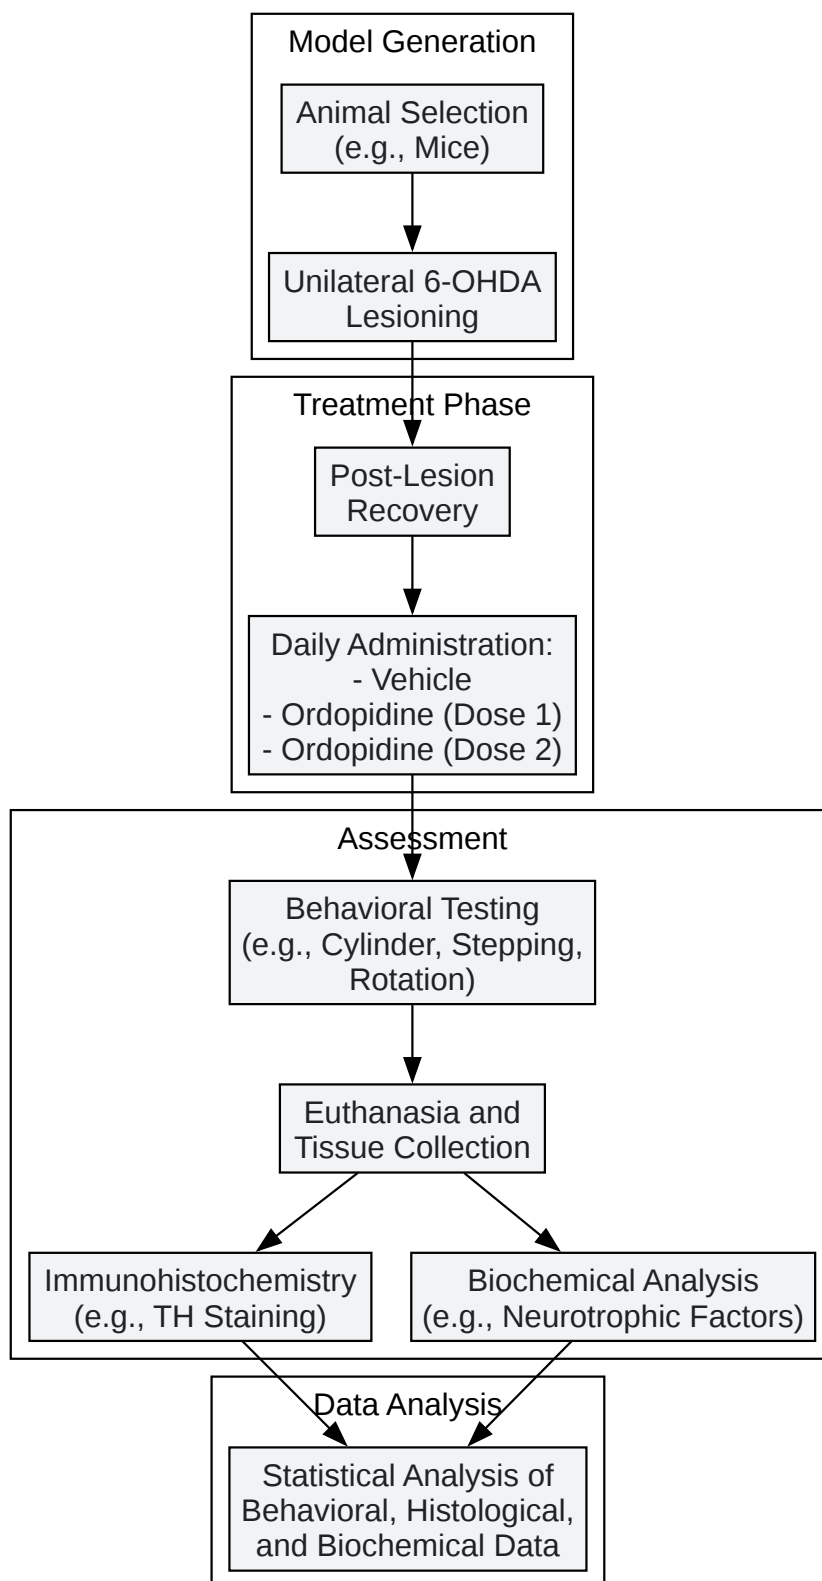 Model Generation
Animal Selection
(e.g., Mice)
Unilateral 6-OHDA
Lesioning
Treatment Phase
Post-Lesion
Recovery
Daily Administration:
- Vehicle
- Ordopidine (Dose 1)
- Ordopidine (Dose 2)
Assessment
Behavioral Testing
(e.g., Cylinder, Stepping,
Rotation)
Euthanasia and
Tissue Collection
Immunohistochemistry
(e.g., TH Staining)
Biochemical Analysis
(e.g., Neurotrophic Factors)
Data Analysis
Statistical Analysis of
Behavioral, Histological,
and Biochemical Data